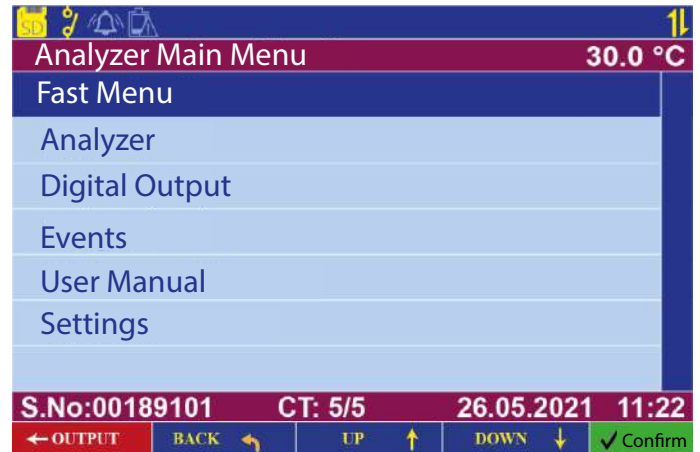 SD
Analyzer Main Menu 30.0 °C
Fast Menu
Analyzer
Digital Output
Events
User Manual
Settings
S.No:00189101 CT: 5/5 26.05.2021 11:22
←OUTPUT BACK UP ↑ DOWN ↓ ✓Confirm